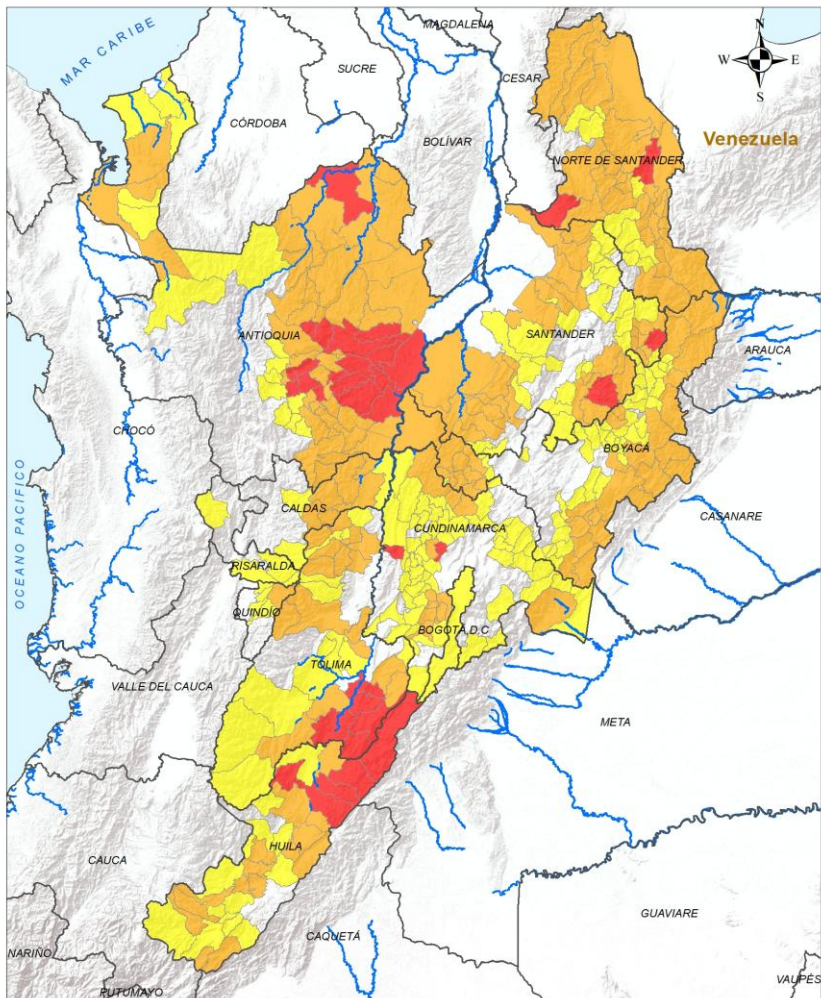 MAGDALENA
N
MAR CARIBE
W
E
SUCRE
CESAR
S
CÓRDOBA
BOLÍVAR
Venezuela
NORTE DE SANTANDER
ANTIOQUIA
SANTANDER
ARAUCA
CHOCÓ
BOYACÁ
OCEANO PACIFICO
CALDAS
CUNDINAMARCA
CASANARE
RISARALDA
QUINDÍO
BOGOTÁ D.C
TOLIMA
VALLE DEL CAUCA
META
HUILA
CAUCA
GUAVIARE
NARIÑO
CAQUETÁ
PUTUMAYO
VAUPÉS